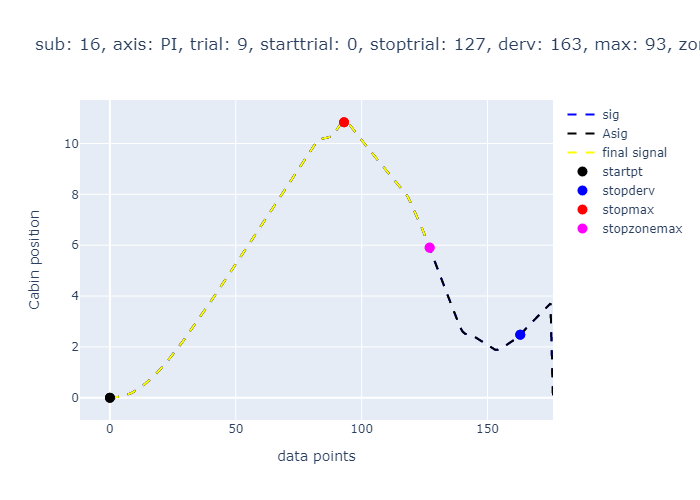 sub: 16, axis: PI, trial: 9, starttrial: 0, stoptrial: 127, derv: 163, max: 93,
sig
Asig
final signal
startpt
stopderv
stopmax
stopzonemax
Cabin position
10
8
6
4
2
0
0
50
100
150
data points